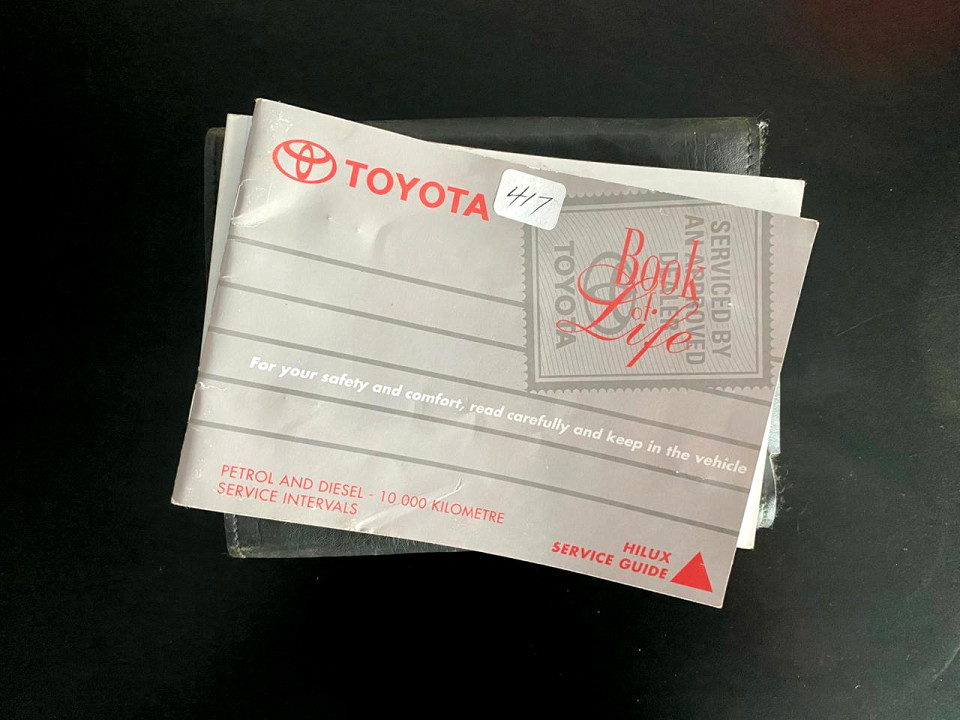 TOYOTA
417
Book
of
Life
SERVICED BY
AN APPROVED
DEALER
TOYOTA
For your safety and comfort, read carefully and keep in the vehicle
PETROL AND DIESEL - 10 000 KILOMETRE
SERVICE INTERVALS
HILUX
SERVICE GUIDE